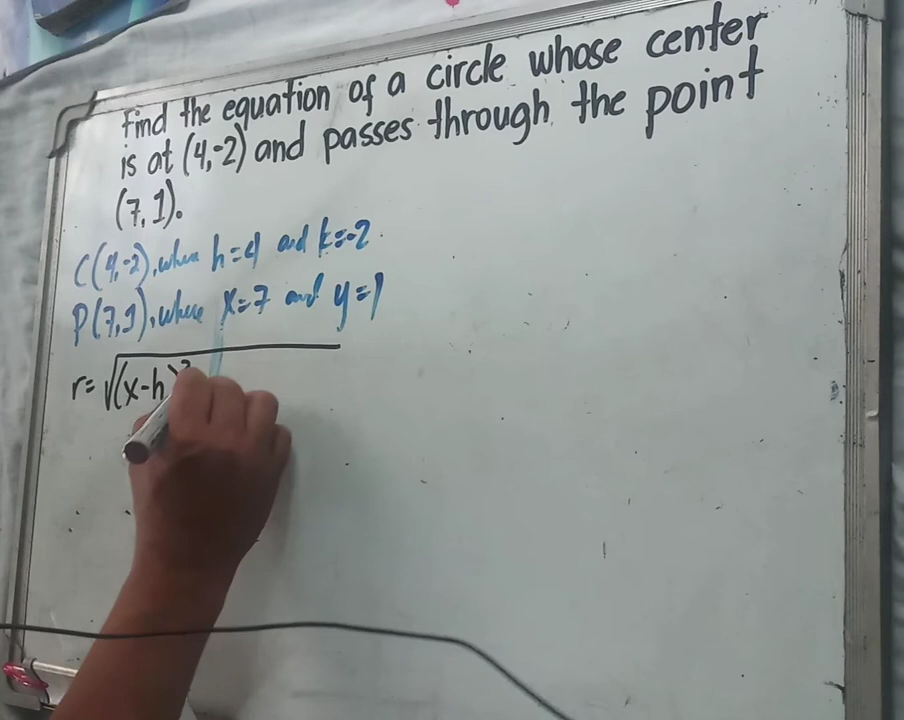 Find the equation of a circle whose center
is at (4,-2) and passes through the point
(7,1).
C(4,-2), where h=4 and k=-2.
P(7,1), where x=7 and y=1
r=√(x-h)²